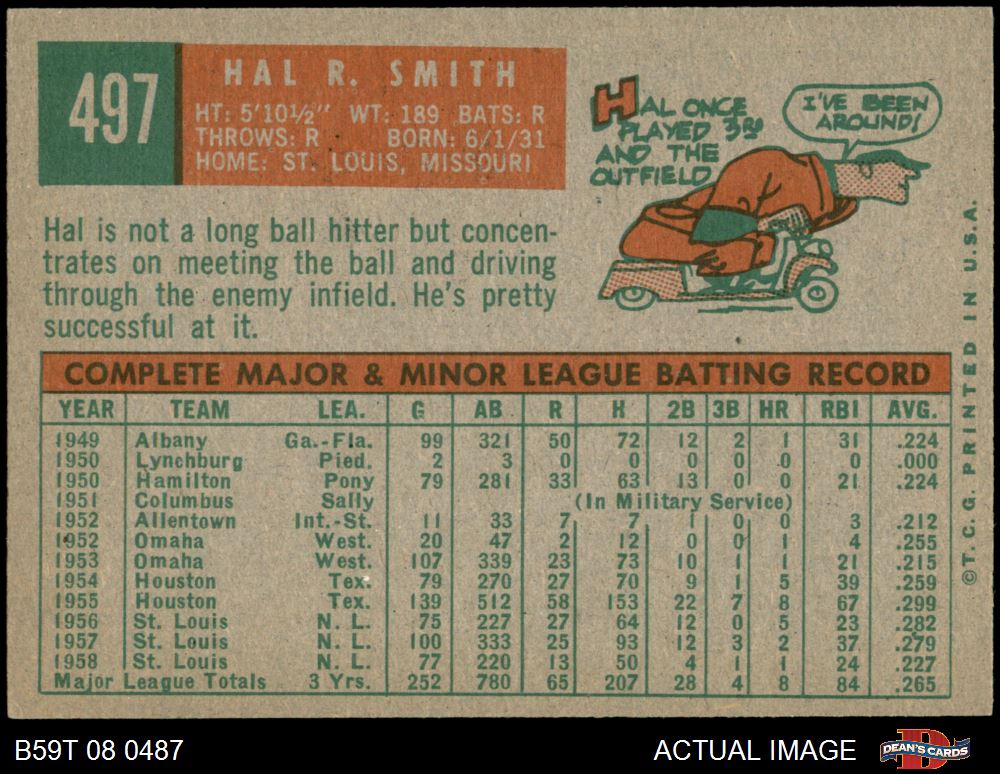 497
HAL R. SMITH
HT: 5'10½" WT: 189 BATS: R
THROWS: R BORN: 6/1/31
HOME: ST. LOUIS, MISSOURI
HAL ONCE
PLAYED 3RD
AND THE
OUTFIELD
I'VE BEEN
AROUND!
Hal is not a long ball hitter but concen-
trates on meeting the ball and driving
through the enemy infield. He's pretty
successful at it.
COMPLETE MAJOR & MINOR LEAGUE BATTING RECORD
YEAR TEAM LEA. G AB R H 2B 3B HR RBI AVG.
1949 Albany Ga.-Fla. 99 321 50 72 12 2 1 31 .224
1950 Lynchburg Pied. 2 3 0 0 0 0 0 0 .000
1950 Hamilton Pony 79 281 33 63 13 0 0 21 .224
1951 Columbus Sally (In Military Service)
1952 Allentown Int.-St. 11 33 7 7 1 0 0 3 .212
1952 Omaha West. 20 47 2 12 0 0 1 4 .255
1953 Omaha West. 107 339 23 73 10 1 1 21 .215
1954 Houston Tex. 79 270 27 70 9 1 5 39 .259
1955 Houston Tex. 139 512 58 153 22 7 8 67 .299
1956 St. Louis N. L. 75 227 27 64 12 0 5 23 .282
1957 St. Louis N. L. 100 333 25 93 12 3 2 37 .279
1958 St. Louis N. L. 77 220 13 50 4 1 1 24 .227
Major League Totals 3 Yrs. 252 780 65 207 28 4 8 84 .265
©T. C. G. PRINTED IN U.S.A.
B59T 08 0487
ACTUAL IMAGE
DEAN'S CARDS